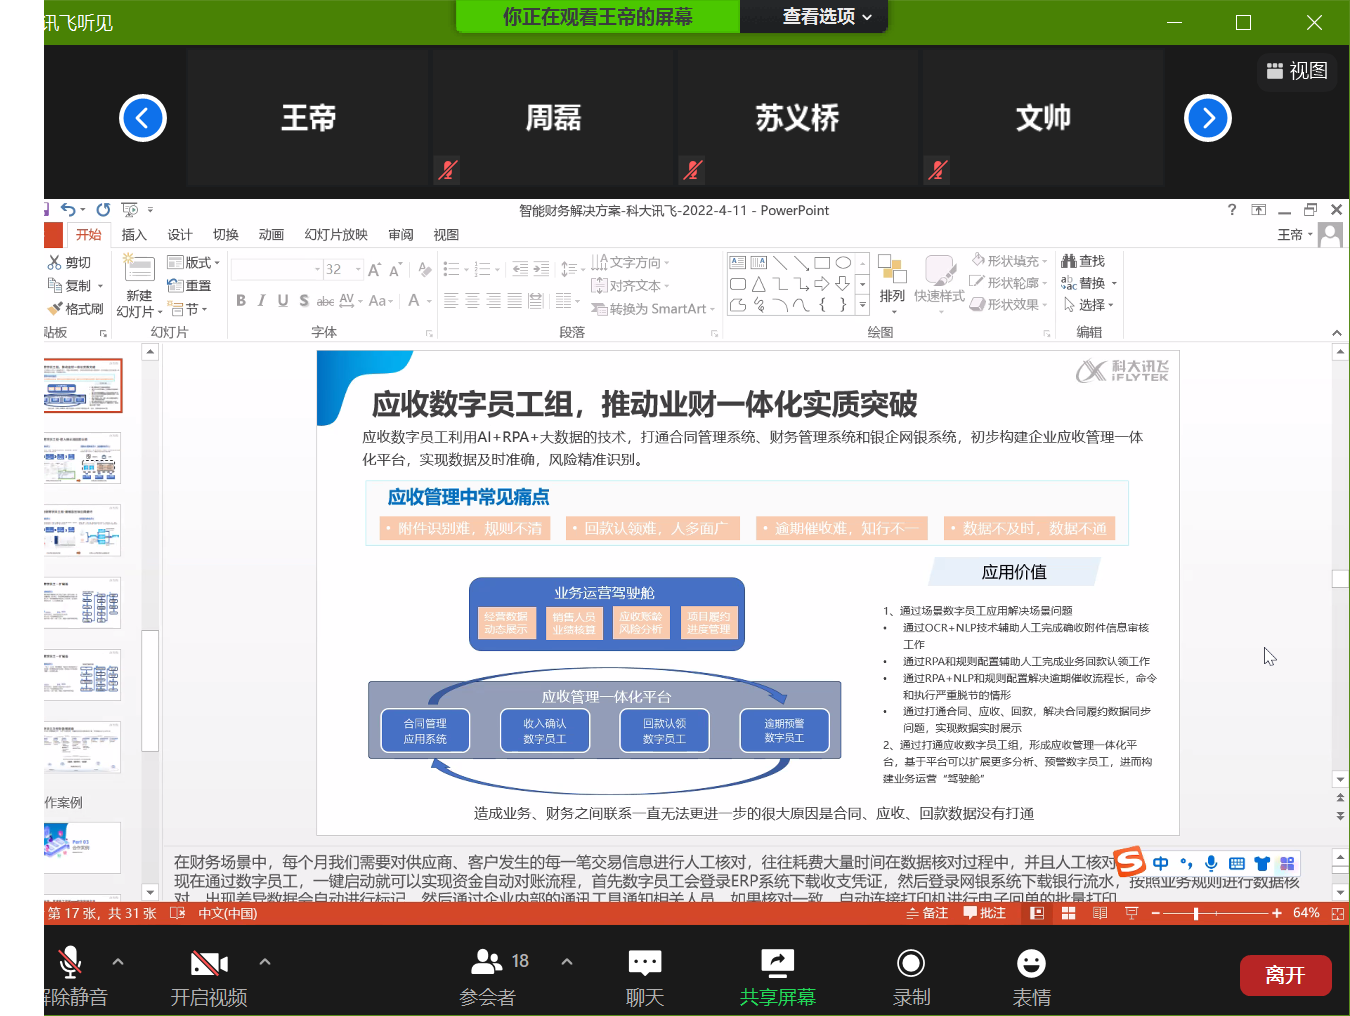 讯飞听见
你正在观看王帝的屏幕
查看选项
视图
王帝
周磊
苏义桥
文帅
智能财务解决方案-科大讯飞-2022-4-11 - PowerPoint
开始 插入 设计 切换 动画 幻灯片放映 审阅 视图
王帝
剪切
复制
格式刷
贴板
新建
幻灯片
版式
重置
节
幻灯片
32
B I U S abc AV Aa A
字体
文字方向
对齐文本
转换为 SmartArt
段落
排列
快速样式
形状填充
形状轮廓
形状效果
绘图
查找
替换
选择
编辑
科大讯飞
iFLYTEK
应收数字员工组，推动业财一体化实质突破
应收数字员工利用AI+RPA+大数据的技术，打通合同管理系统、财务管理系统和银企网银系统，初步构建企业应收管理一体
化平台，实现数据及时准确，风险精准识别。
应收管理中常见痛点
• 附件识别难，规则不清
• 回款认领难，人多面广
• 逾期催收难，知行不一
• 数据不及时，数据不通
应用价值
业务运营驾驶舱
经营数据
动态展示
销售人员
业绩核算
应收账龄
风险分析
项目履约
进度管理
应收管理一体化平台
合同管理
应用系统
收入确认
数字员工
回款认领
数字员工
逾期预警
数字员工
1、通过场景数字员工应用解决场景问题
• 通过OCR+NLP技术辅助人工完成确收附件信息审核
工作
• 通过RPA和规则配置辅助人工完成业务回款认领工作
• 通过RPA+NLP和规则配置解决逾期催收流程长，命令
和执行严重脱节的情形
• 通过打通合同、应收、回款，解决合同履约数据同步
问题，实现数据实时展示
2、通过打通应收数字员工组，形成应收管理一体化平
台，基于平台可以扩展更多分析、预警数字员工，进而构
建业务运营“驾驶舱”
造成业务、财务之间联系一直无法更进一步的很大原因是合同、应收、回款数据没有打通
作案例
Part 03
在财务场景中，每个月我们需要对供应商、客户发生的每一笔交易信息进行人工核对，往往耗费大量时间在数据核对过程中，并且人工核对
现在通过数字员工，一键启动就可以实现资金自动对账流程，首先数字员工会登录ERP系统下载收支凭证，然后登录网银系统下载银行流水，按照业务规则进行数据核
对，出现差异数据会自动进行标记，然后通过企业内部的通讯工具通知相关人员，如果核对一致，自动连接打印机进行电子回单的批量打印
中
第 17 张，共 31 张 中文(中国)
备注 批注
64%
解除静音
开启视频
18
参会者
聊天
共享屏幕
录制
表情
离开